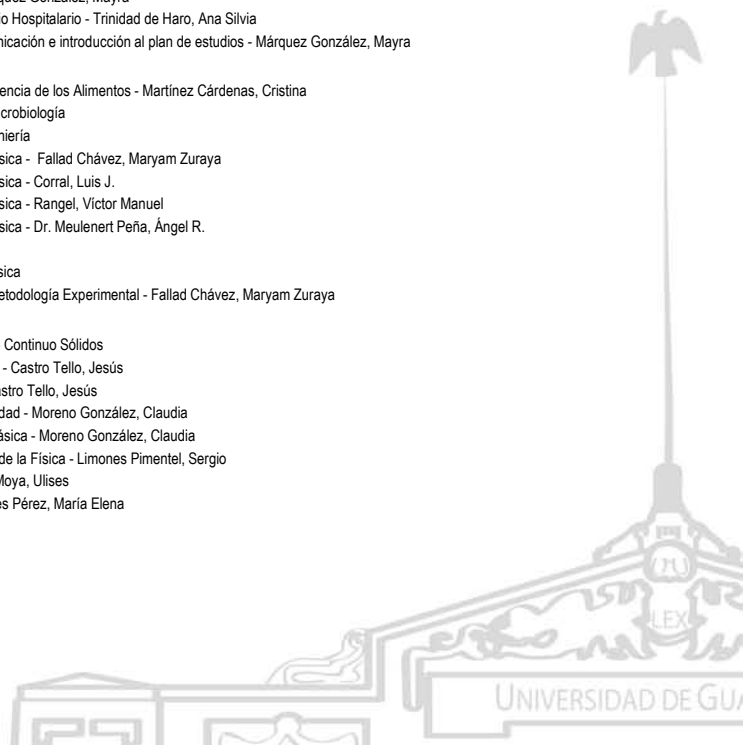 quez González, Mayra
io Hospitalario - Trinidad de Haro, Ana Silvia
nicación e introducción al plan de estudios - Márquez González, Mayra
encia de los Alimentos - Martínez Cárdenas, Cristina
crobiología
niería
sica - Fallad Chávez, Maryam Zuraya
sica - Corral, Luis J.
sica - Rangel, Víctor Manuel
sica - Dr. Meulenert Peña, Ángel R.
sica
etodología Experimental - Fallad Chávez, Maryam Zuraya
Continuo Sólidos
- Castro Tello, Jesús
stro Tello, Jesús
dad - Moreno González, Claudia
ásica - Moreno González, Claudia
de la Física - Limones Pimentel, Sergio
Moya, Ulises
es Pérez, María Elena
LEX
UNIVERSIDAD DE GUA